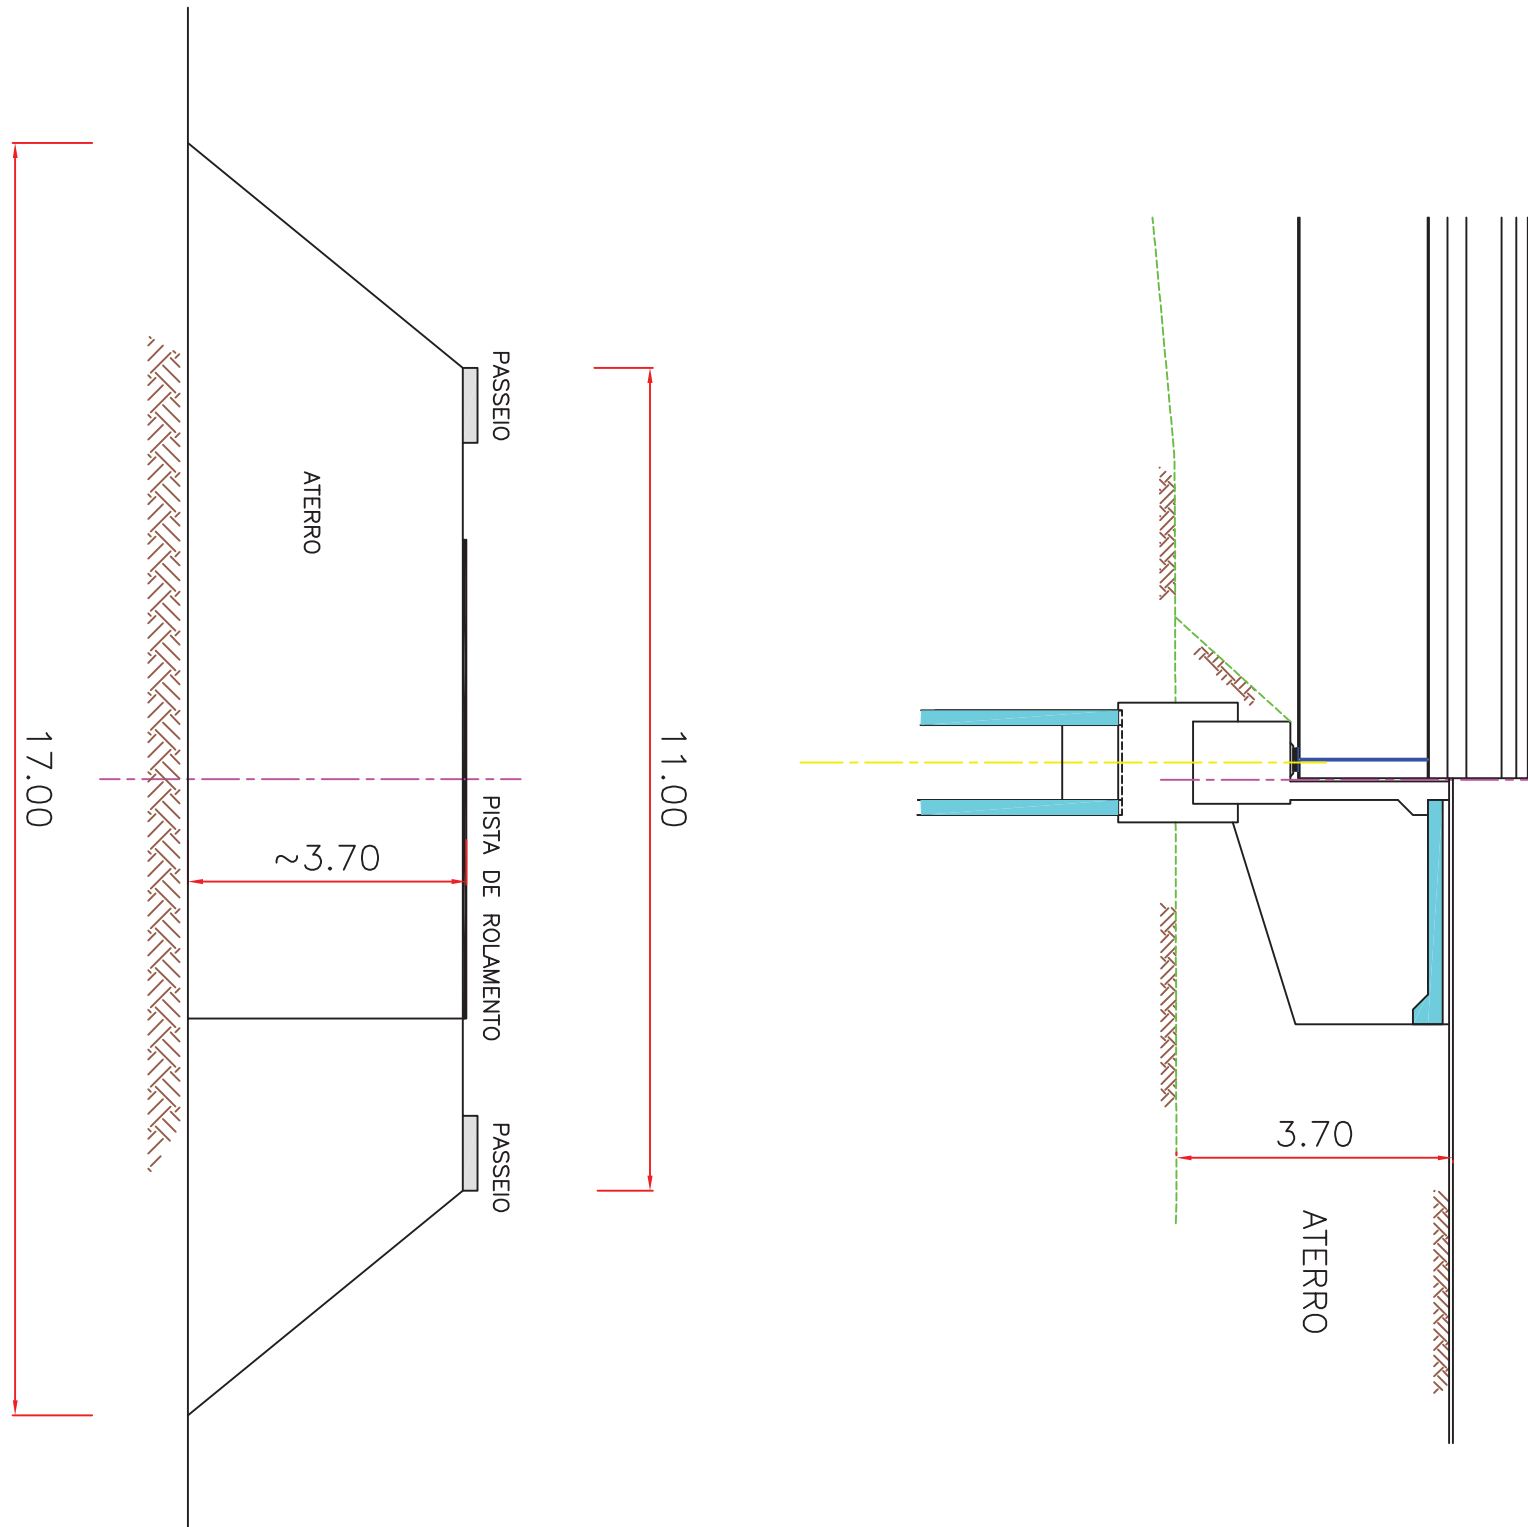 PASSEIO
ATERRO
17.00
11.00
~3.70
PISTA DE ROLAMENTO
PASSEIO
3.70
ATERRO